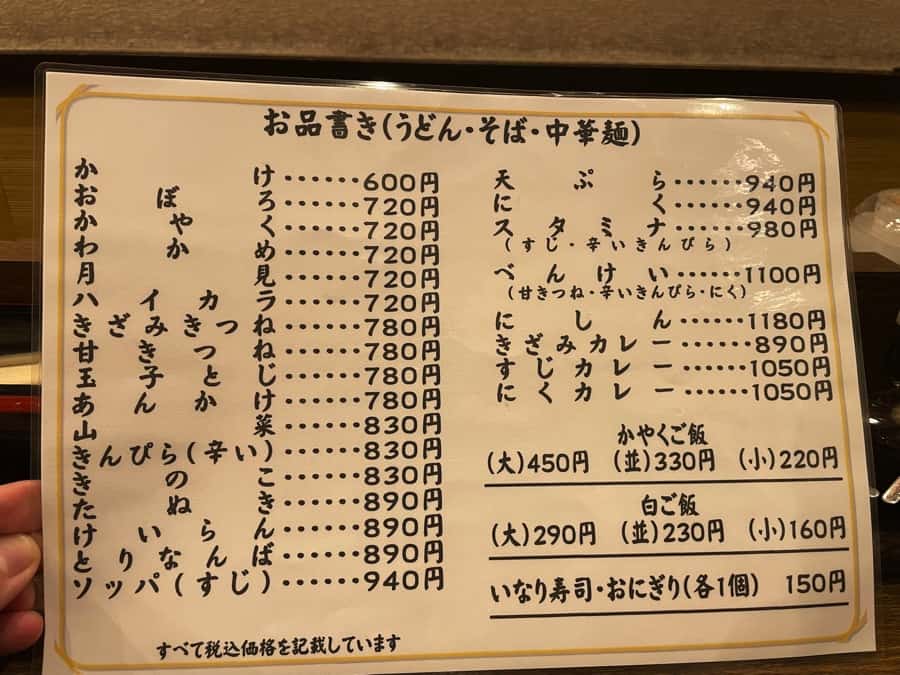 お品書き(うどん・そば・中華麺)
かけ……600円
おぼろ……720円
かやく……720円
わかめ……720円
月見……720円
ハイカラ……720円
きざみきつね……780円
甘きつね……780円
玉子とじ……780円
あんかけ……780円
山菜……830円
きんぴら(辛い)……830円
きのこ……830円
たぬき……890円
けいらん……890円
とりなんば……890円
ソッパ(すじ)……940円
すべて税込価格を記載しています
天ぷら……940円
にく……940円
スタミナ……980円
(すじ・辛いきんぴら)
べんけい……1100円
(甘きつね・辛いきんぴら・にく)
にしん……1180円
きざみカレー……890円
すじカレー……1050円
にくカレー……1050円
かやくご飯
(大)450円 (並)330円 (小)220円
白ご飯
(大)290円 (並)230円 (小)160円
いなり寿司・おにぎり(各1個) 150円